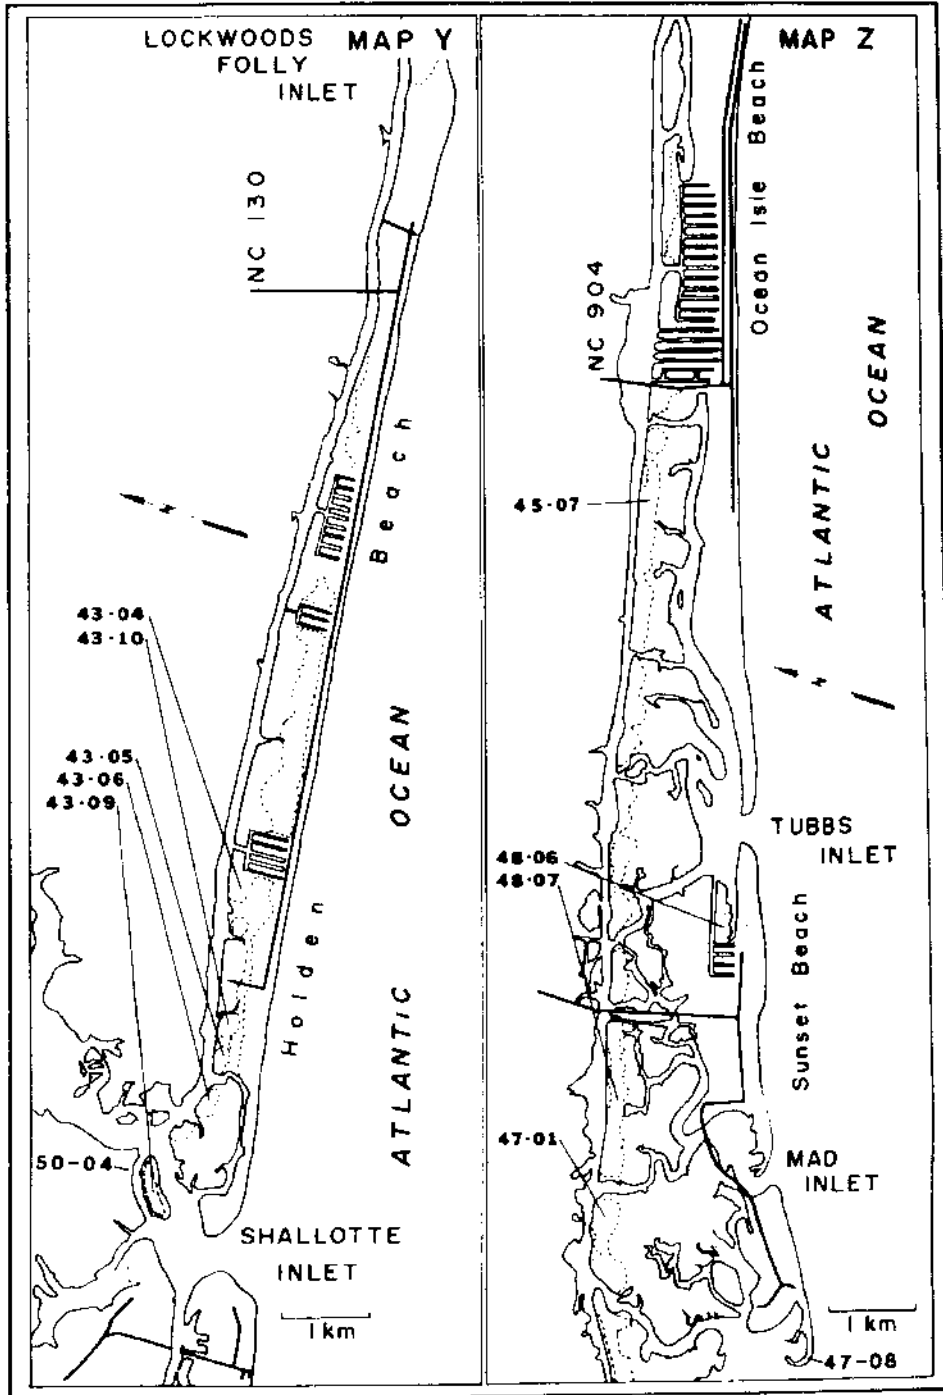 LOCKWOODS
FOLLY
INLET
MAP Y
NC 130
Beach
N
43-04
43-10
43-05
43-06
43-09
OCEAN
Holden
ATLANTIC
50-04
SHALLOTTE
INLET
1 km
MAP Z
Ocean Isle Beach
NC 904
OCEAN
ATLANTIC
45-07
N
TUBBS
INLET
48-06
48-07
Sunset Beach
47-01
MAD
INLET
1 km
47-08